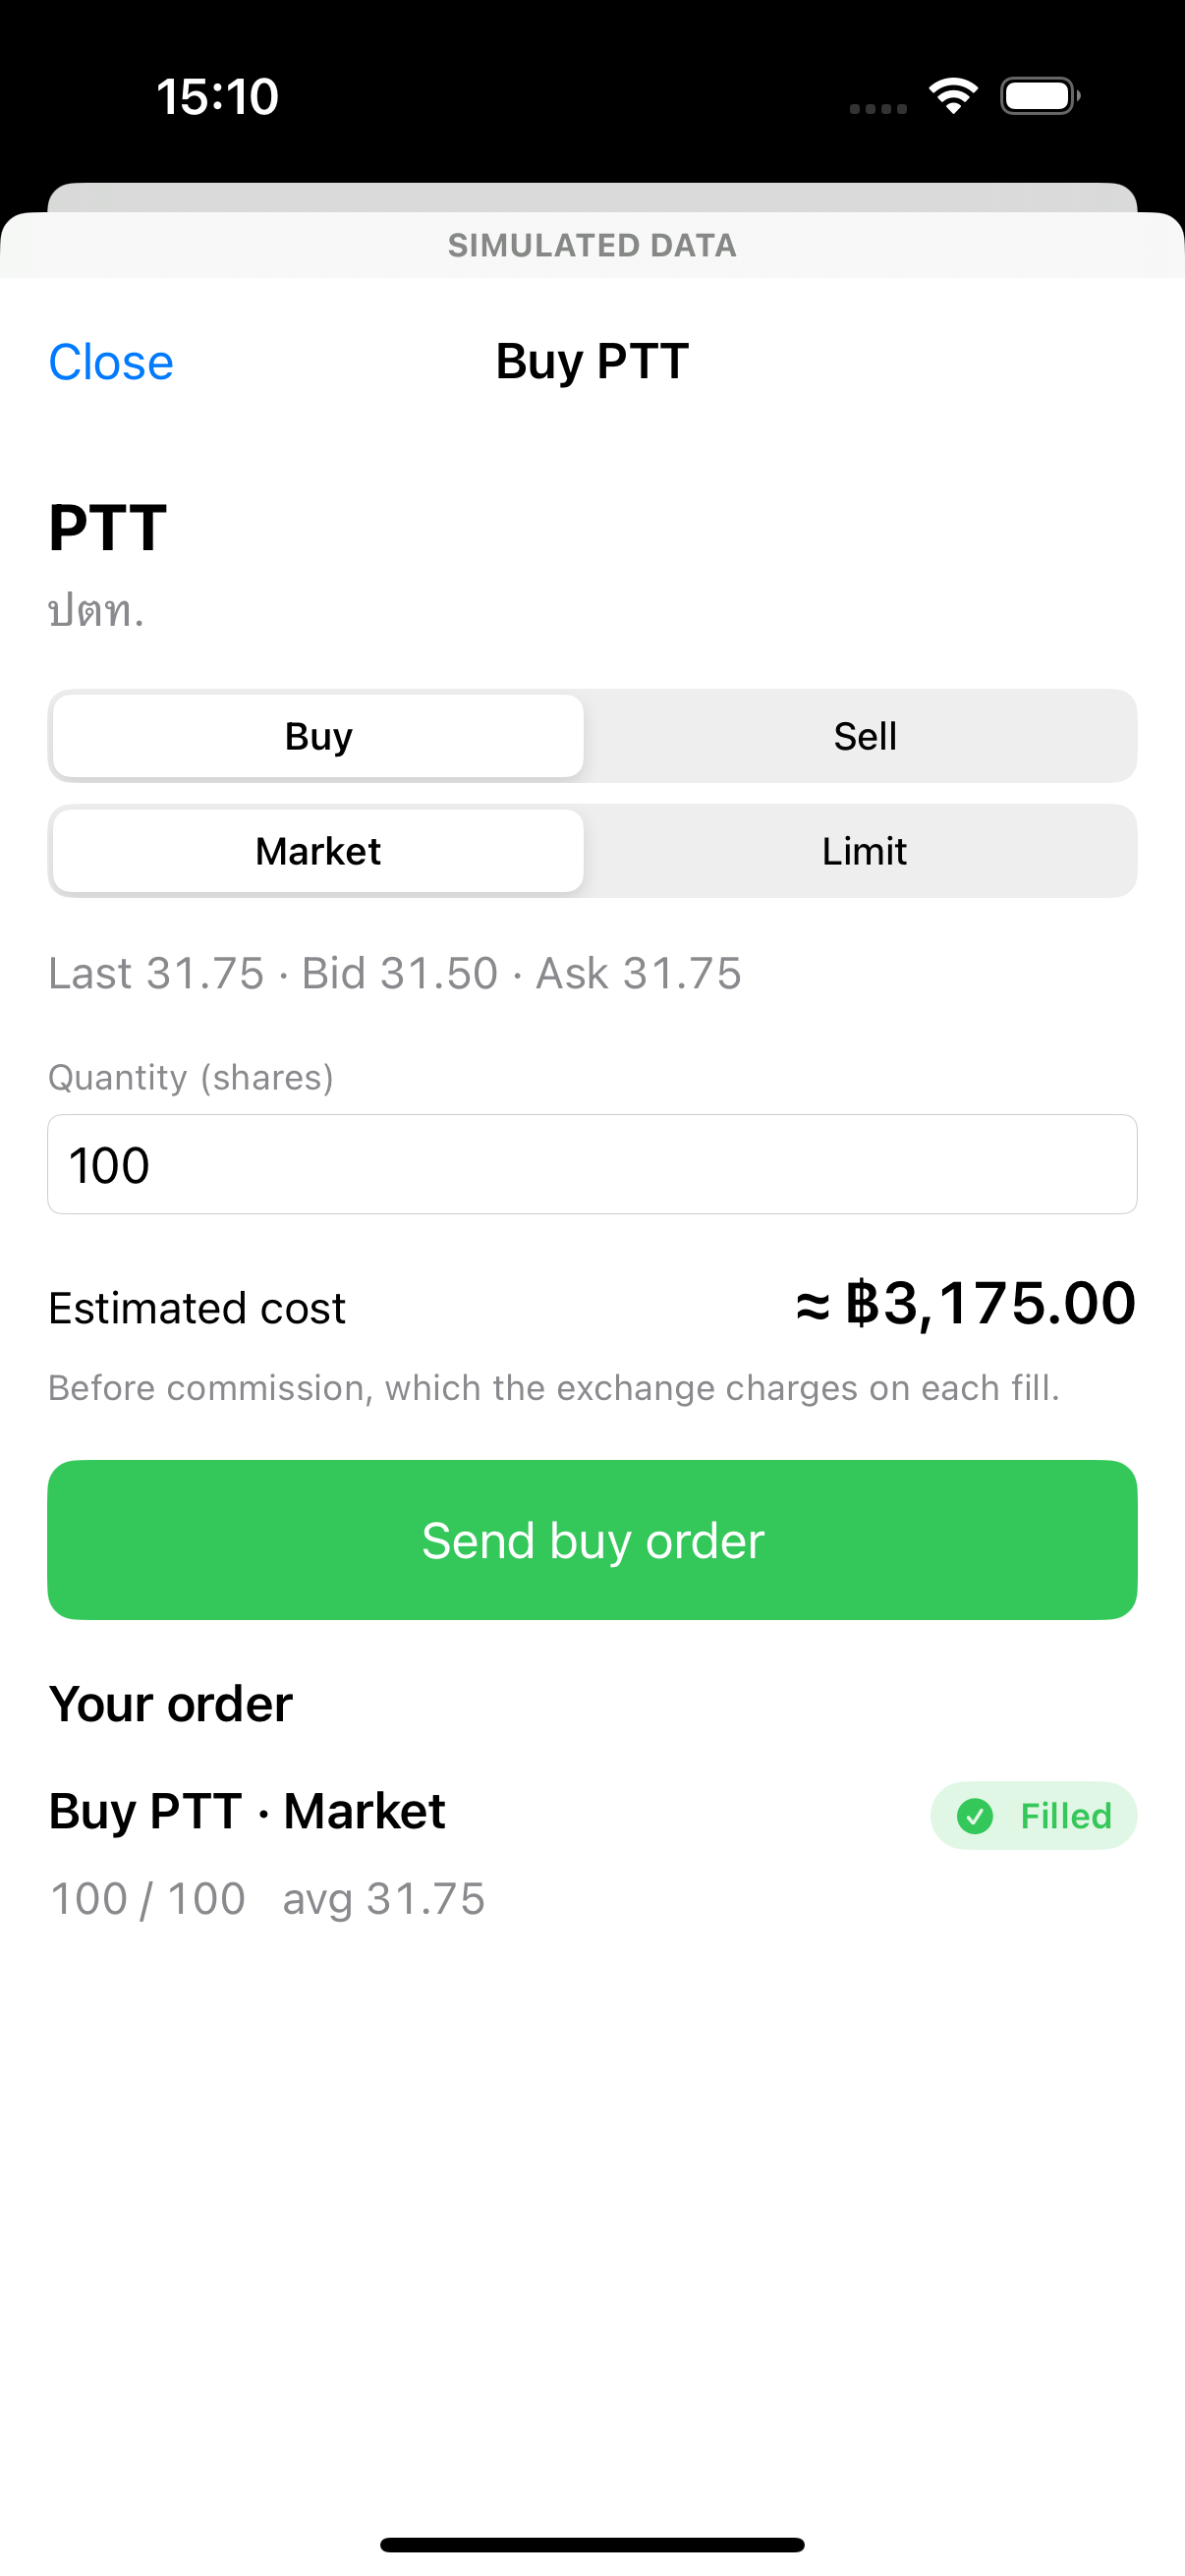 15:10
SIMULATED DATA
Close
Buy PTT
PTT
ปตท.
Buy
Sell
Market
Limit
Last 31.75 · Bid 31.50 · Ask 31.75
Quantity (shares)
100
Estimated cost
≈ ฿3,175.00
Before commission, which the exchange charges on each fill.
Send buy order
Your order
Buy PTT · Market
Filled
100 / 100 avg 31.75